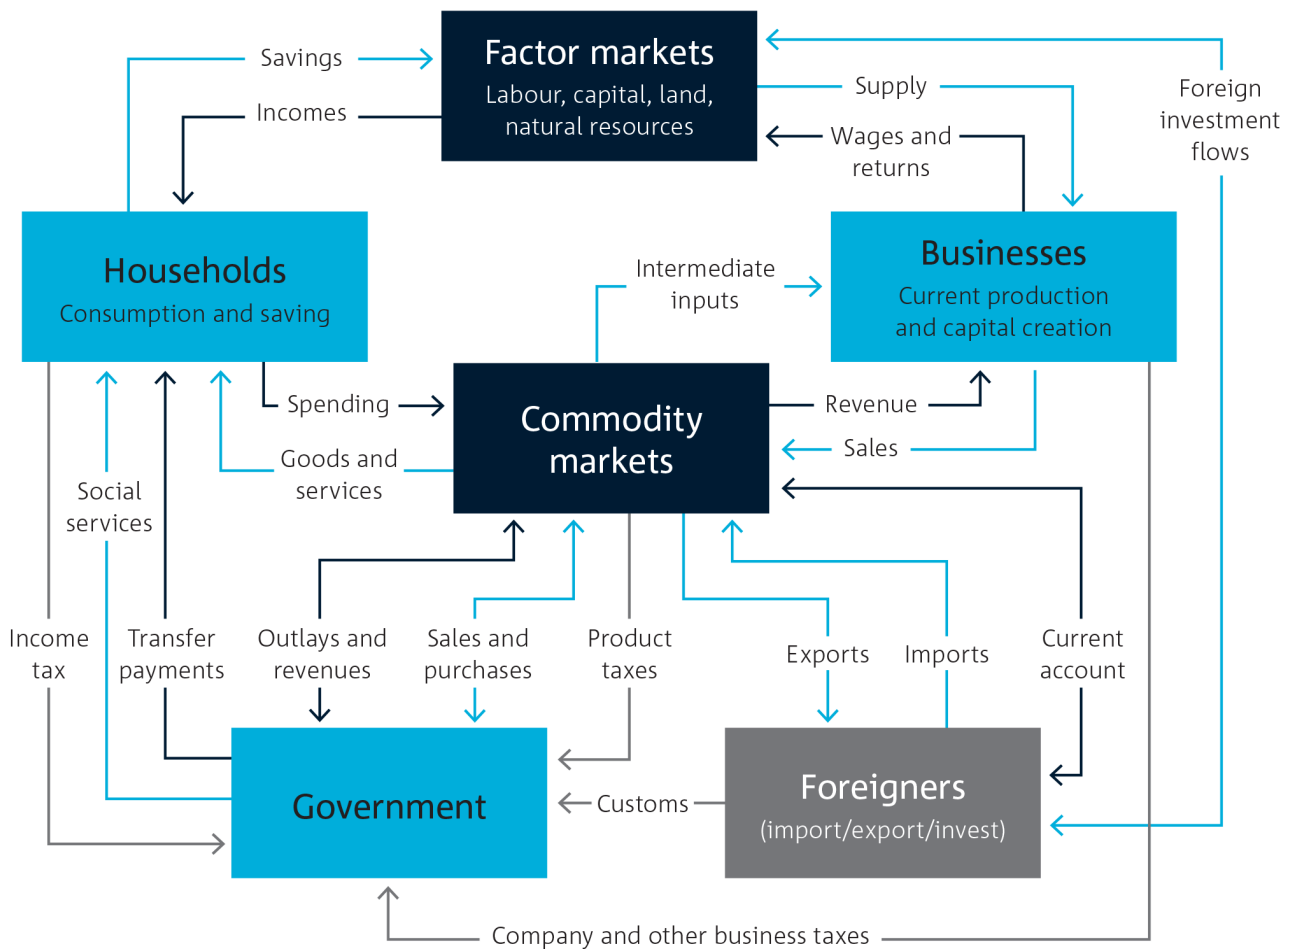 Factor markets
Labour, capital, land,
natural resources
Savings
Incomes
Supply
Wages and
returns
Foreign
investment
flows
Households
Consumption and saving
Businesses
Current production
and capital creation
Intermediate
inputs
Commodity
markets
Spending
Goods and
services
Revenue
Sales
Social
services
Income
tax
Transfer
payments
Outlays and
revenues
Sales and
purchases
Product
taxes
Exports
Imports
Current
account
Government
Customs
Foreigners
(import/export/invest)
Company and other business taxes